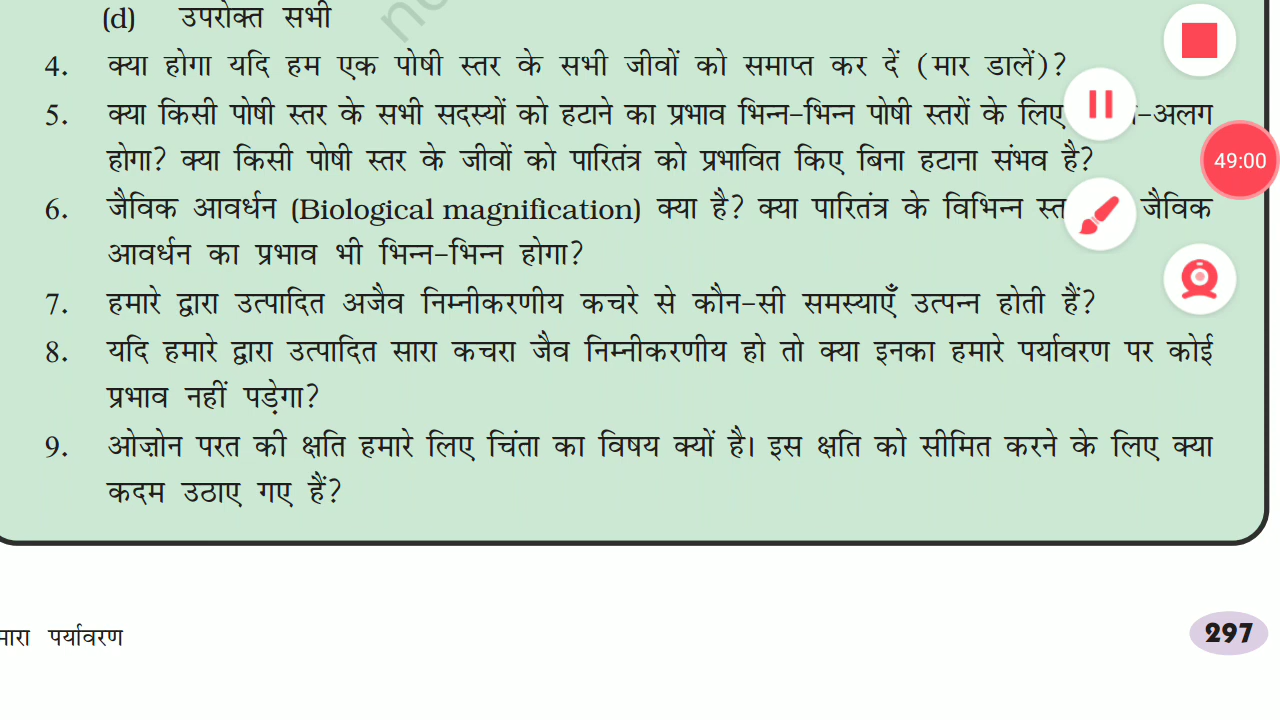 (d) उपरोक्त सभी
4. क्या होगा यदि हम एक पोषी स्तर के सभी जीवों को समाप्त कर दें (मार डालें)?
5. क्या किसी पोषी स्तर के सभी सदस्यों को हटाने का प्रभाव भिन्न-भिन्न पोषी स्तरों के लिए -अलग
होगा? क्या किसी पोषी स्तर के जीवों को पारितंत्र को प्रभावित किए बिना हटाना संभव है?
49:00
6. जैविक आवर्धन (Biological magnification) क्या है? क्या पारितंत्र के विभिन्न जैविक
आवर्धन का प्रभाव भी भिन्न-भिन्न होगा?
7. हमारे द्वारा उत्पादित अजैव निम्नीकरणीय कचरे से कौन-सी समस्याएँ उत्पन्न होती हैं?
8. यदि हमारे द्वारा उत्पादित सारा कचरा जैव निम्नीकरणीय हो तो क्या इनका हमारे पर्यावरण पर कोई
प्रभाव नहीं पड़ेगा?
9. ओज़ोन परत की क्षति हमारे लिए चिंता का विषय क्यों है। इस क्षति को सीमित करने के लिए क्या
कदम उठाए गए हैं?
पर्यावरण
297